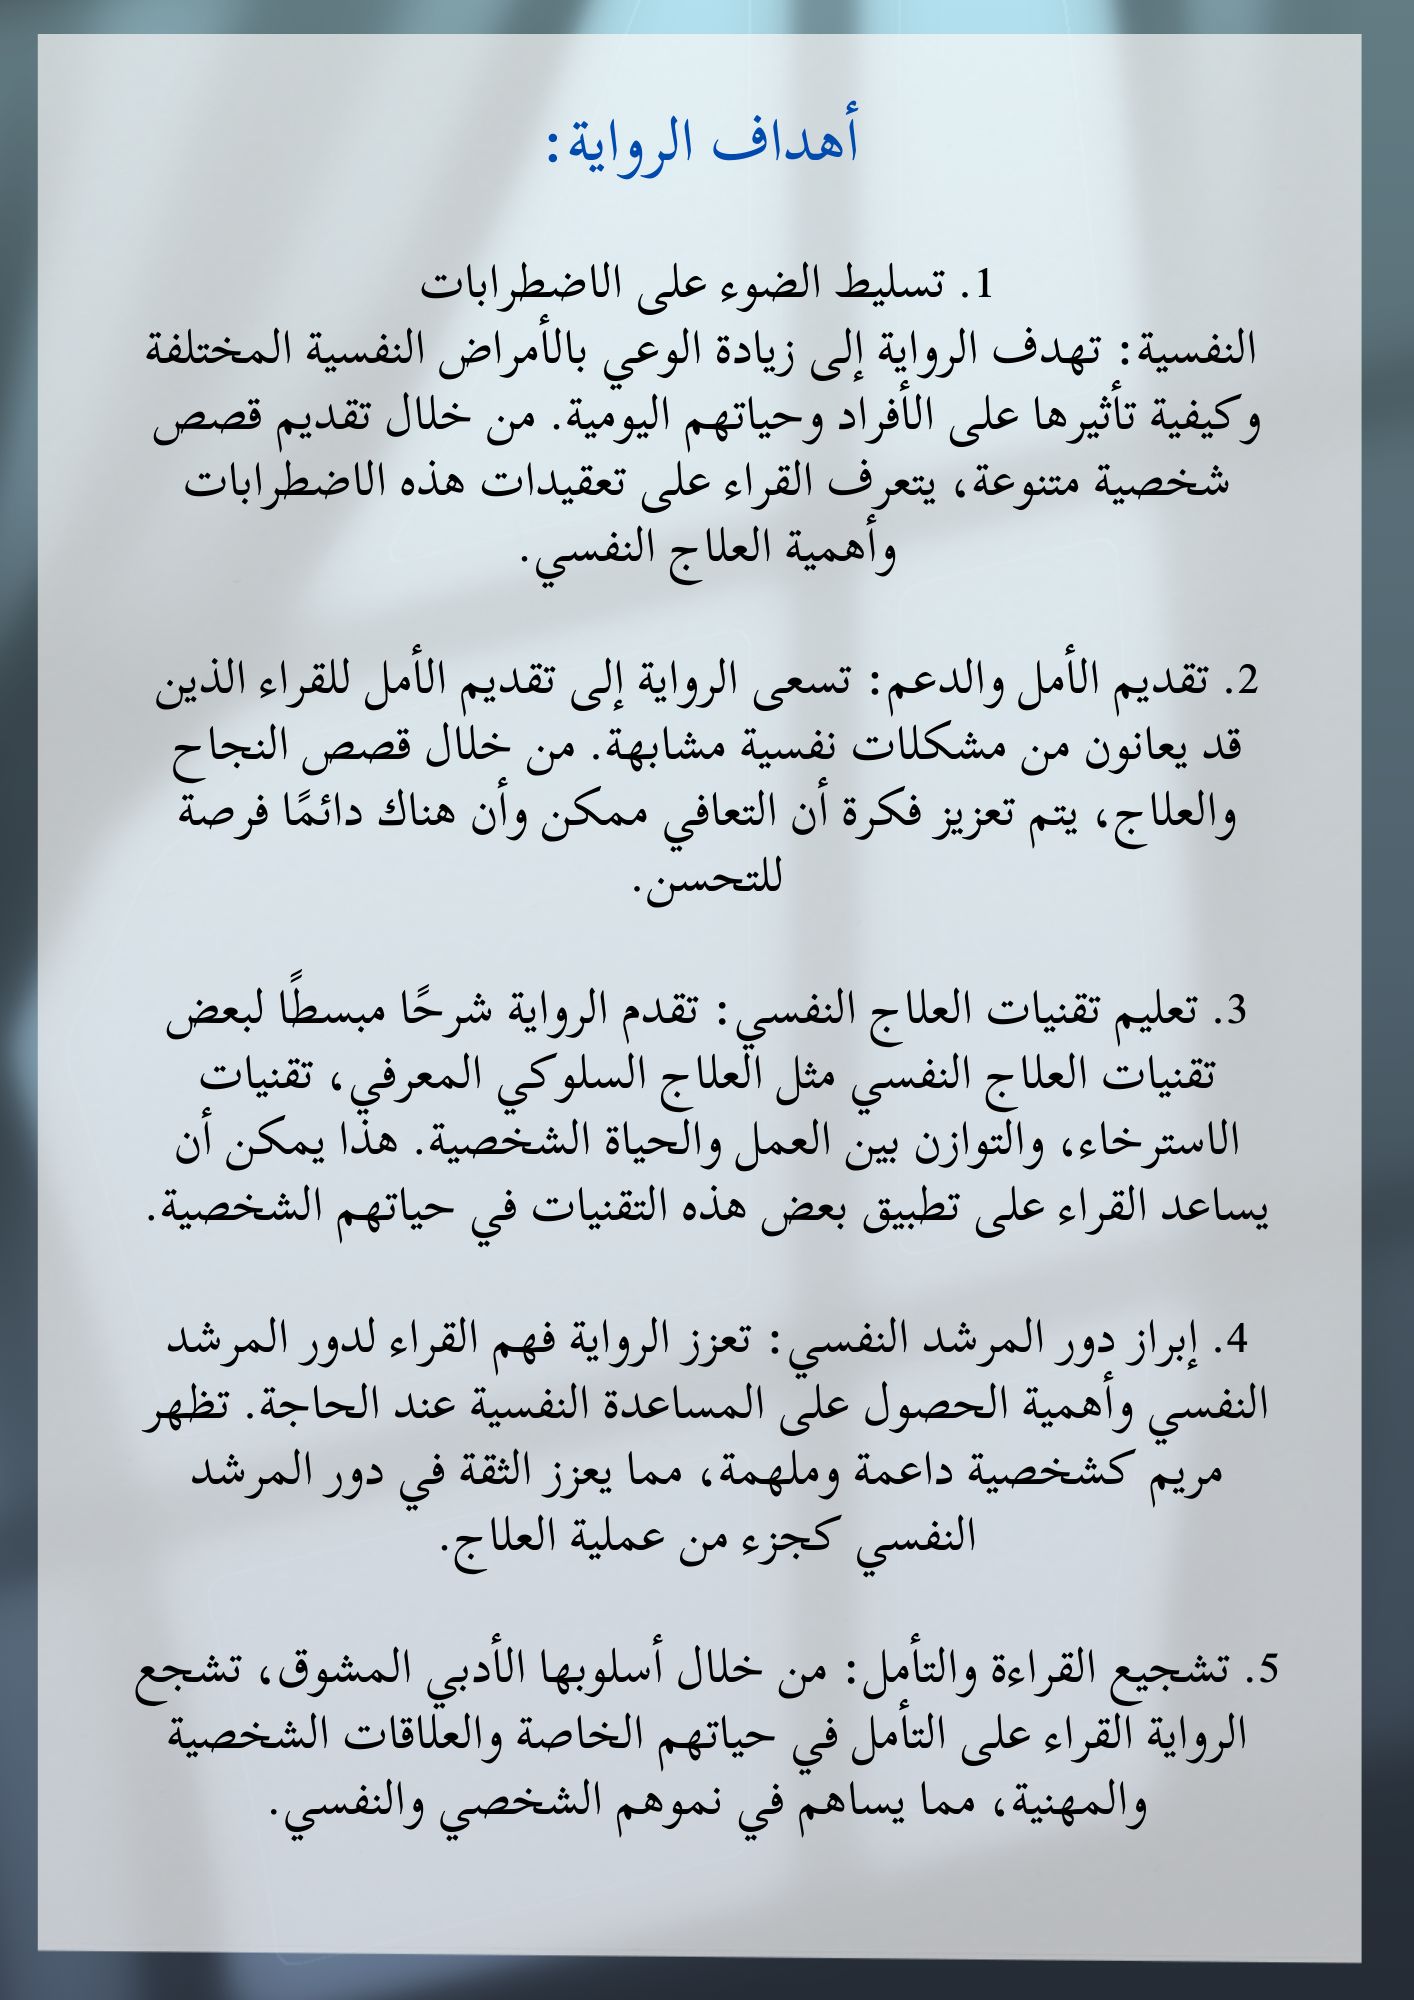 أهداف الرواية:
1. تسليط الضوء على الاضطرابات
النفسية: تهدف الرواية إلى زيادة الوعي بالأمراض النفسية المختلفة
وكيفية تأثيرها على الأفراد وحياتهم اليومية. من خلال تقديم قصص
شخصية متنوعة، يتعرف القراء على تعقيدات هذه الاضطرابات
وأهمية العلاج النفسي.
2. تقديم الأمل والدعم: تسعى الرواية إلى تقديم الأمل للقراء الذين
قد يعانون من مشكلات نفسية مشابهة. من خلال قصص النجاح
والعلاج، يتم تعزيز فكرة أن التعافي ممكن وأن هناك دائمًا فرصة
للتحسن.
3. تعليم تقنيات العلاج النفسي: تقدم الرواية شرحًا مبسطًا لبعض
تقنيات العلاج النفسي مثل العلاج السلوكي المعرفي، تقنيات
الاسترخاء، والتوازن بين العمل والحياة الشخصية. هذا يمكن أن
يساعد القراء على تطبيق بعض هذه التقنيات في حياتهم الشخصية.
4. إبراز دور المرشد النفسي: تعزز الرواية فهم القراء لدور المرشد
النفسي وأهمية الحصول على المساعدة النفسية عند الحاجة. تظهر
مريم كشخصية داعمة وملهمة، مما يعزز الثقة في دور المرشد
النفسي كجزء من عملية العلاج.
5. تشجيع القراءة والتأمل: من خلال أسلوبها الأدبي المشوق، تشجع
الرواية القراء على التأمل في حياتهم الخاصة والعلاقات الشخصية
والمهنية، مما يساهم في نموهم الشخصي والنفسي.